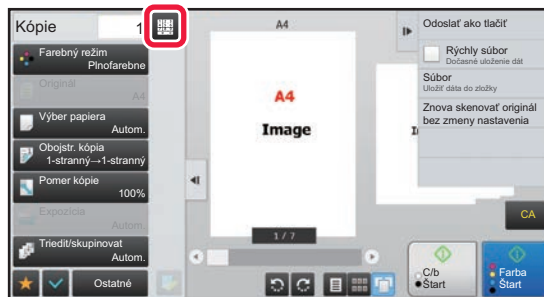 Kópie
1
Farebný režim
Plnofarebne
Originál
A4
Výber papiera
Autom.
Obojstr. kópia
1-stranný→1-stranný
Pomer kópie
100%
Expozícia
Autom.
Triediť/skupinovat
Autom.
Ostatné
A4
A4
Image
1 / 7
Odoslať ako tlačiť
Rýchly súbor
Dočasné uloženie dát
Súbor
Uložiť dáta do zložky
Znova skenovať originál
bez zmeny nastavenia
CA
C/b
Štart
Farba
Štart